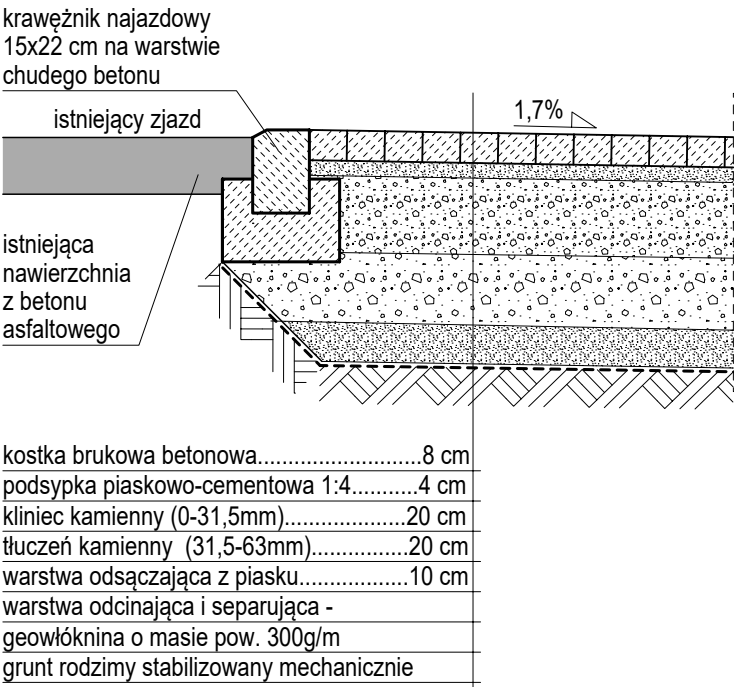 krawężnik najazdowy
15x22 cm na warstwie
chudego betonu
istniejący zjazd
1,7%
istniejąca
nawierzchnia
z betonu
asfaltowego
kostka brukowa betonowa...........................8 cm
podsypka piaskowo-cementowa 1:4...........4 cm
kliniec kamienny (0-31,5mm)....................20 cm
tłuczeń kamienny (31,5-63mm)................20 cm
warstwa odsączająca z piasku..................10 cm
warstwa odcinająca i separująca -
geowłóknina o masie pow. 300g/m
grunt rodzimy stabilizowany mechanicznie